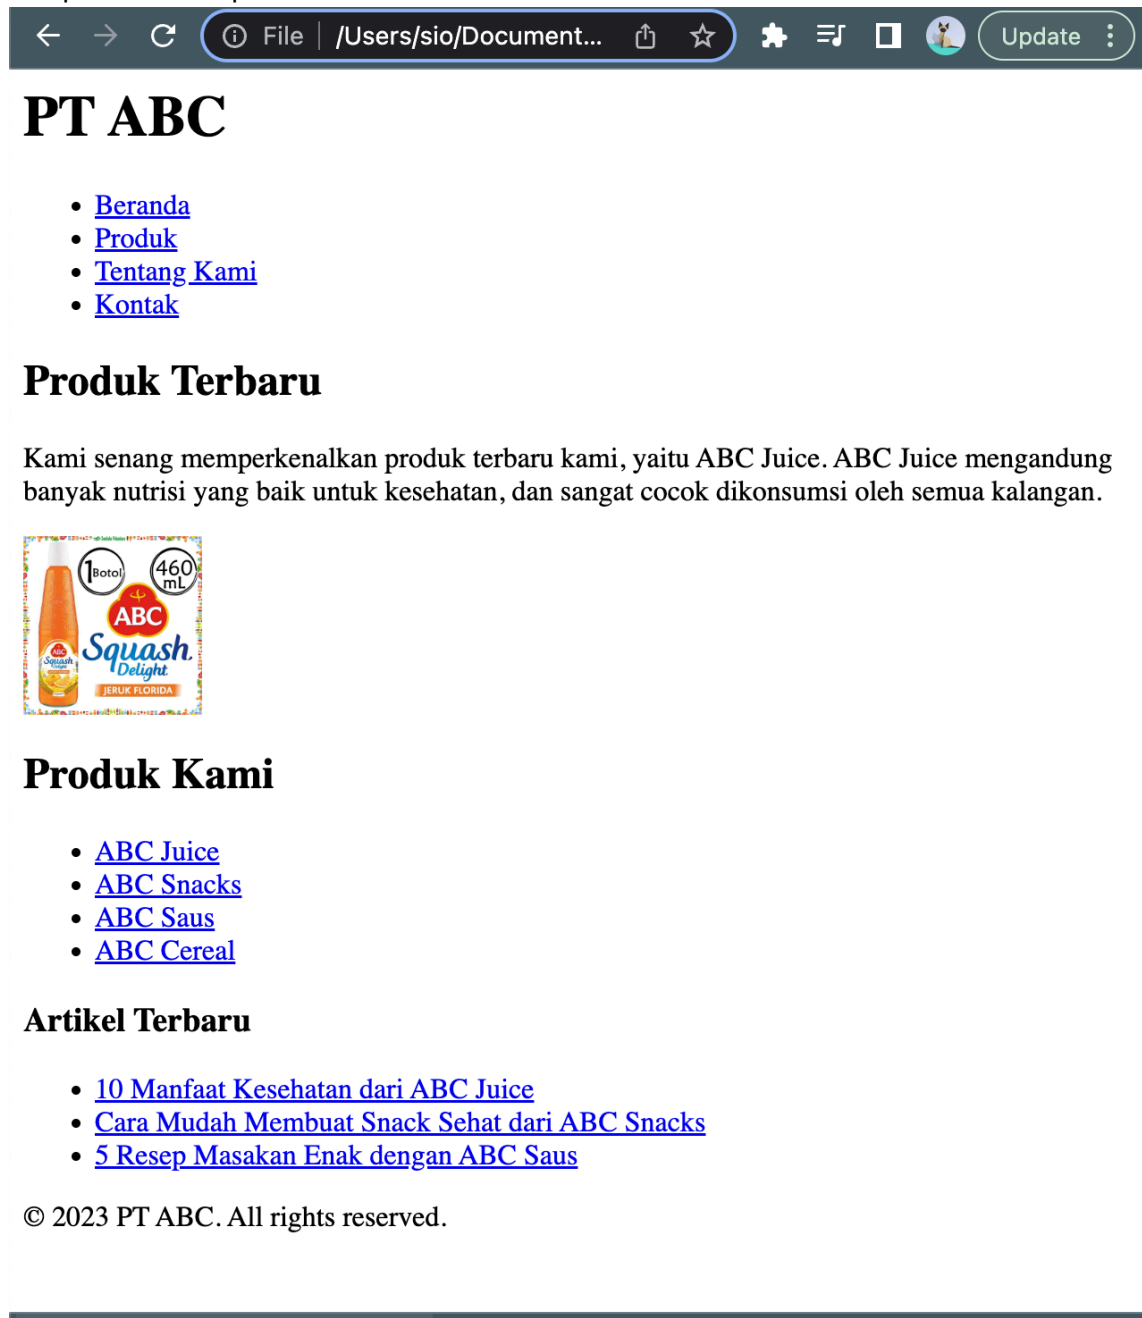 File | /Users/sio/Document...
Update
PT ABC
Beranda
Produk
Tentang Kami
Kontak
Produk Terbaru
Kami senang memperkenalkan produk terbaru kami, yaitu ABC Juice. ABC Juice mengandung
banyak nutrisi yang baik untuk kesehatan, dan sangat cocok dikonsumsi oleh semua kalangan.
1 Botol
460 mL
ABC
Squash
Delight
JERUK FLORIDA
Produk Kami
ABC Juice
ABC Snacks
ABC Saus
ABC Cereal
Artikel Terbaru
10 Manfaat Kesehatan dari ABC Juice
Cara Mudah Membuat Snack Sehat dari ABC Snacks
5 Resep Masakan Enak dengan ABC Saus
© 2023 PT ABC. All rights reserved.